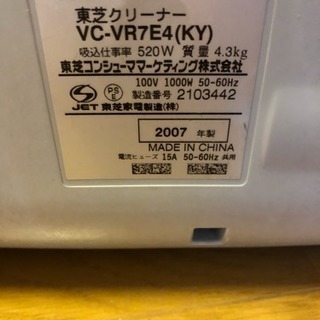 東芝クリーナー
VC-VR7E4(KY)
吸込仕事率 520W 質量 4.3kg
東芝コンシューママーケティング株式会社
100V 1000W 50-60Hz
製造番号 2103442
PS E
JET 東芝家電製造(株)
2007 年製
MADE IN CHINA
電流ヒューズ 15A 50-60Hz 共用